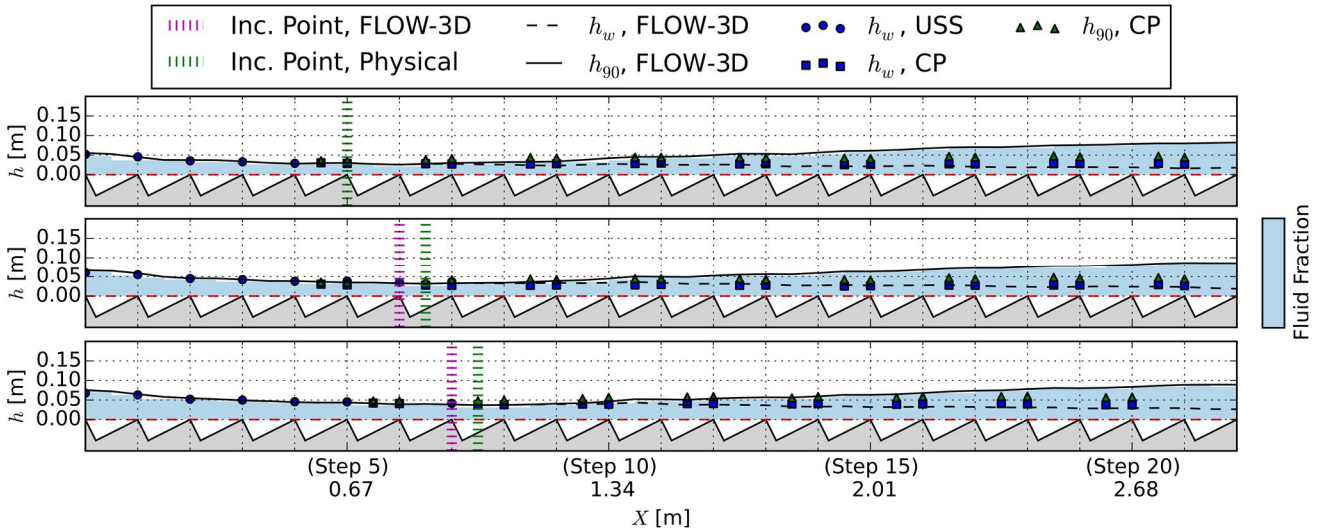 Inc. Point, FLOW-3D h_w, FLOW-3D h_w, USS h_90, CP
Inc. Point, Physical h_90, FLOW-3D h_w, CP
0.15
0.10
0.05
0.00
h [m]
0.15
0.10
0.05
0.00
h [m]
0.15
0.10
0.05
0.00
h [m]
Fluid Fraction
(Step 5) (Step 10) (Step 15) (Step 20)
0.67 1.34 2.01 2.68
X [m]